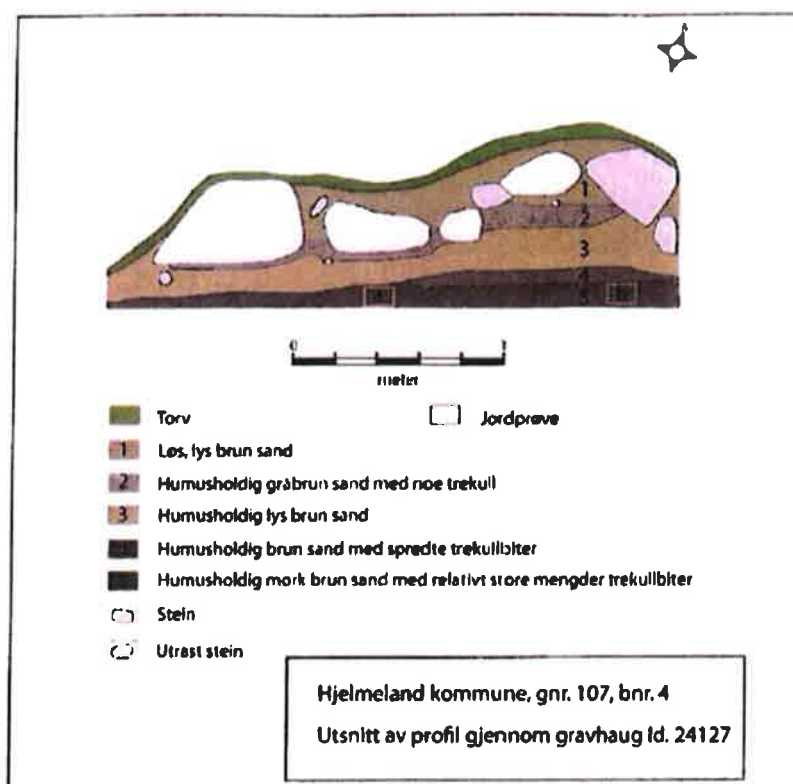 1
2
3
4
0 1
meter
Torv
Jordprøve
1 Løs, lys brun sand
2 Humusholdig gråbrun sand med noe trekull
3 Humusholdig lys brun sand
Humusholdig brun sand med spredte trekullbiter
Humusholdig mørk brun sand med relativt store mengder trekullbiter
Stein
Utrast stein
Hjelmeland kommune, gnr. 107, bnr. 4
Utsnitt av profil gjennom gravhaug Id. 24127